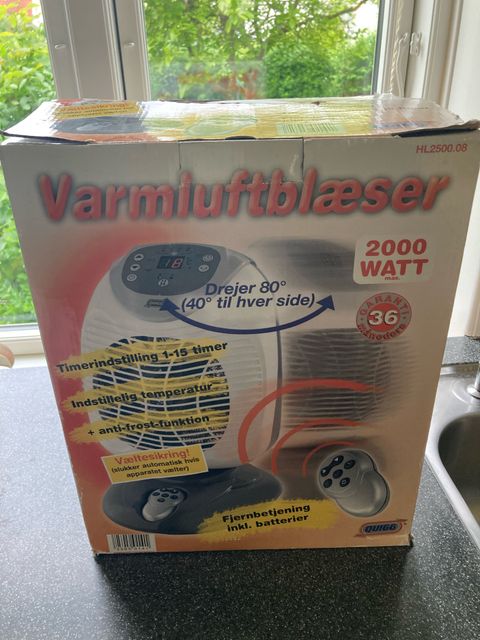 HL2500.08
Varmluftblæser
2000
WATT
max.
Drejer 80°
(40° til hver side)
GARANTI
36
måneders
18
Timerindstilling 1-15 timer
Indstillelig temperatur
+ anti-frost-funktion
Væltesikring!
(slukker automatisk hvis
apparatet vælter)
Fjernbetjening
inkl. batterier
QUIGG